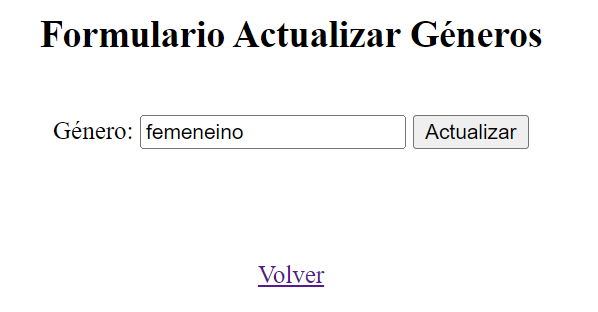 Formulario Actualizar Géneros
Género: femeneino Actualizar
Volver